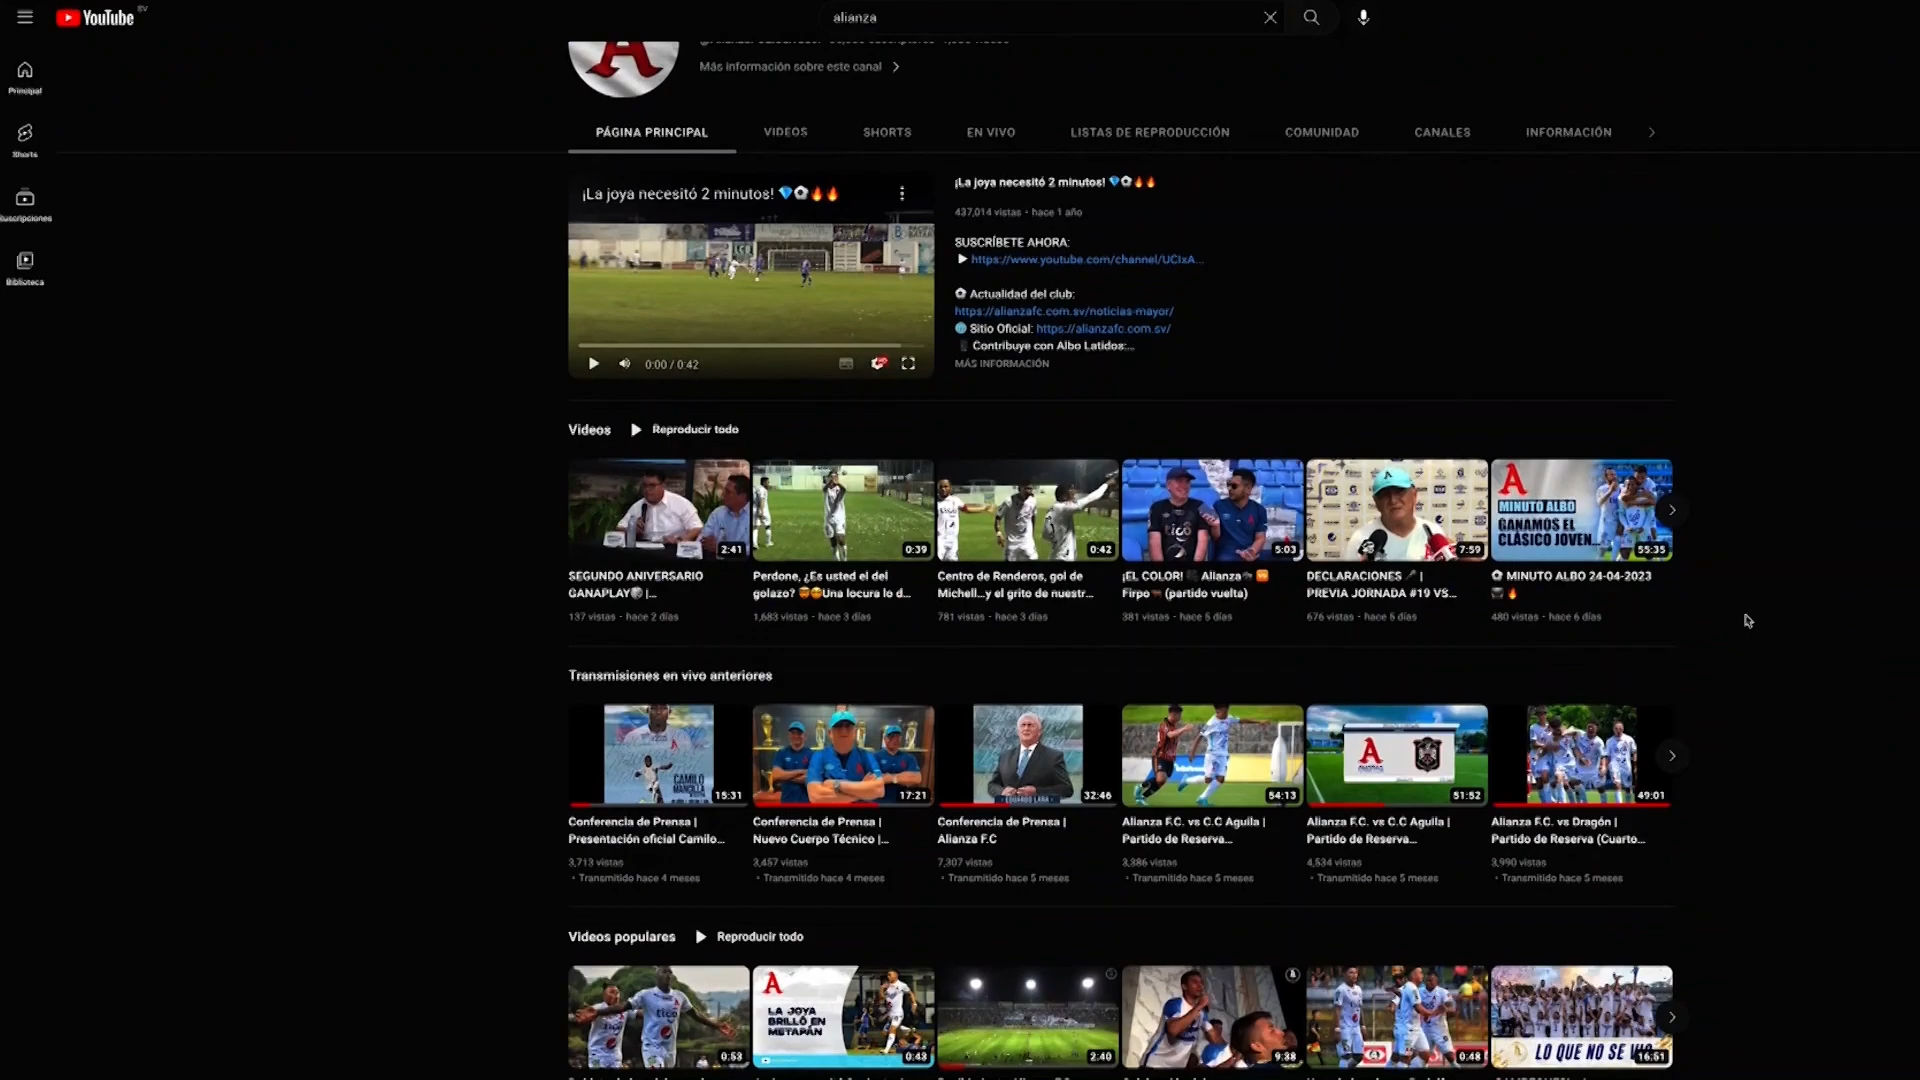 YouTube SV
alianza
Más información sobre este canal
PÁGINA PRINCIPAL VIDEOS SHORTS EN VIVO LISTAS DE REPRODUCCIÓN COMUNIDAD CANALES INFORMACIÓN
Principal
Shorts
Suscripciones
Biblioteca
¡La joya necesitó 2 minutos! 💎⚽🔥🔥
0:00 / 0:42
¡La joya necesitó 2 minutos! 💎⚽🔥🔥
437,014 vistas • hace 1 año
SUSCRÍBETE AHORA:
https://www.youtube.com/channel/UCIxA...
⚽ Actualidad del club:
https://alianzafc.com.sv/noticias-mayor/
Sitio Oficial: https://alianzafc.com.sv/
Contribuye con Albo Latidos:...
MÁS INFORMACIÓN
Videos Reproducir todo
2:41
SEGUNDO ANIVERSARIO
GANAPLAY |...
137 vistas • hace 2 días
0:39
Perdone, ¿Es usted el del
golazo? Una locura lo d...
1,683 vistas • hace 3 días
0:42
Centro de Renderos, gol de
Michell...y el grito de nuestr...
781 vistas • hace 3 días
tigo
5:03
¡EL COLOR! Alianza
Firpo (partido vuelta)
381 vistas • hace 5 días
7:59
DECLARACIONES |
PREVIA JORNADA #19 VS...
676 vistas • hace 5 días
A
MINUTO ALBO
GANAMOS EL
CLÁSICO JOVEN...
55:35
⚽ MINUTO ALBO 24-04-2023
480 vistas • hace 6 días
Transmisiones en vivo anteriores
CAMILO
MANCILLA
15:31
Conferencia de Prensa |
Presentación oficial Camilo...
3,713 vistas
• Transmitido hace 4 meses
17:21
Conferencia de Prensa |
Nuevo Cuerpo Técnico |...
3,457 vistas
• Transmitido hace 4 meses
EDUARDO LARA
32:46
Conferencia de Prensa |
Alianza F.C
7,307 vistas
• Transmitido hace 5 meses
54:13
Alianza F.C. vs C.C Aguila |
Partido de Reserva...
3,386 vistas
• Transmitido hace 5 meses
51:52
Alianza F.C. vs C.C Aguila |
Partido de Reserva...
4,534 vistas
• Transmitido hace 5 meses
49:01
Alianza F.C. vs Dragón |
Partido de Reserva (Cuarto...
3,990 vistas
• Transmitido hace 5 meses
Videos populares Reproducir todo
tigo
0:53
A
LA JOYA
BRILLÓ EN
METAPÁN
0:43
2:40
9:38
0:48
LO QUE NO SE
16:51